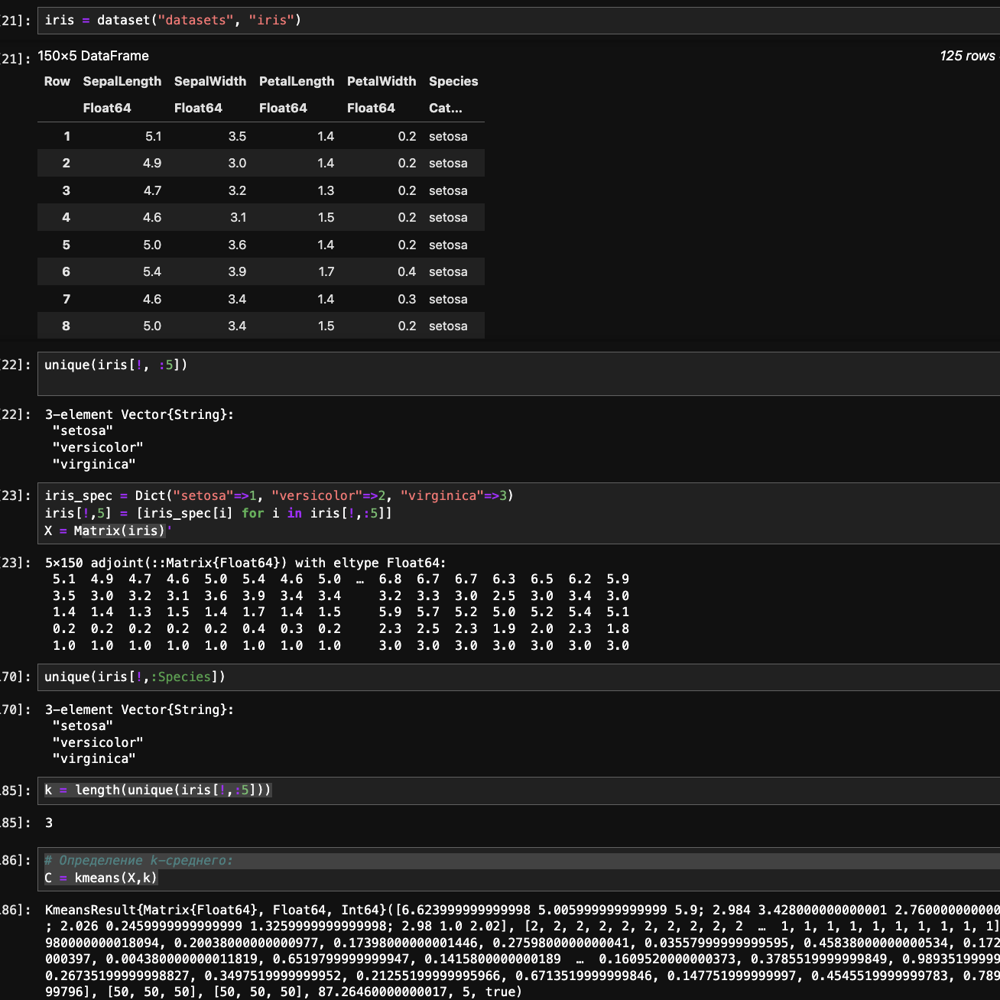 21]: iris = dataset("datasets", "iris")
21]: 150×5 DataFrame 125 rows
Row SepalLength SepalWidth PetalLength PetalWidth Species
Float64 Float64 Float64 Float64 Cat…
1 5.1 3.5 1.4 0.2 setosa
2 4.9 3.0 1.4 0.2 setosa
3 4.7 3.2 1.3 0.2 setosa
4 4.6 3.1 1.5 0.2 setosa
5 5.0 3.6 1.4 0.2 setosa
6 5.4 3.9 1.7 0.4 setosa
7 4.6 3.4 1.4 0.3 setosa
8 5.0 3.4 1.5 0.2 setosa
22]: unique(iris[!, :5])
22]: 3-element Vector{String}:
"setosa"
"versicolor"
"virginica"
23]: iris_spec = Dict("setosa"=>1, "versicolor"=>2, "virginica"=>3)
iris[!,5] = [iris_spec[i] for i in iris[!,:5]]
X = Matrix(iris)'
23]: 5×150 adjoint(::Matrix{Float64}) with eltype Float64:
5.1 4.9 4.7 4.6 5.0 5.4 4.6 5.0 … 6.8 6.7 6.7 6.3 6.5 6.2 5.9
3.5 3.0 3.2 3.1 3.6 3.9 3.4 3.4 3.2 3.3 3.0 2.5 3.0 3.4 3.0
1.4 1.4 1.3 1.5 1.4 1.7 1.4 1.5 5.9 5.7 5.2 5.0 5.2 5.4 5.1
0.2 0.2 0.2 0.2 0.2 0.4 0.3 0.2 2.3 2.5 2.3 1.9 2.0 2.3 1.8
1.0 1.0 1.0 1.0 1.0 1.0 1.0 1.0 3.0 3.0 3.0 3.0 3.0 3.0 3.0
70]: unique(iris[!,:Species])
70]: 3-element Vector{String}:
"setosa"
"versicolor"
"virginica"
85]: k = length(unique(iris[!,:5]))
85]: 3
86]: # Определение k-среднего:
C = kmeans(X,k)
86]: KmeansResult{Matrix{Float64}, Float64, Int64}([6.623999999999998 5.005999999999999 5.9; 2.984 3.428000000000001 2.760000000000
; 2.026 0.2459999999999999 1.3259999999999998; 2.98 1.0 2.02], [2, 2, 2, 2, 2, 2, 2, 2, 2, 2 … 1, 1, 1, 1, 1, 1, 1, 1, 1, 1]
980000000018094, 0.200380000000000977, 0.17398000000001446, 0.2759800000000041, 0.03557999999999595, 0.45838000000000534, 0.172
000397, 0.004380000000011819, 0.6519799999999947, 0.1415800000000189 … 0.1609520000000373, 0.3785519999999849, 0.98935199999
0.26735199999998827, 0.3497519999999952, 0.21255199999995966, 0.6713519999999846, 0.147751999999997, 0.4545519999999783, 0.789
99796], [50, 50, 50], [50, 50, 50], 87.26460000000017, 5, true)